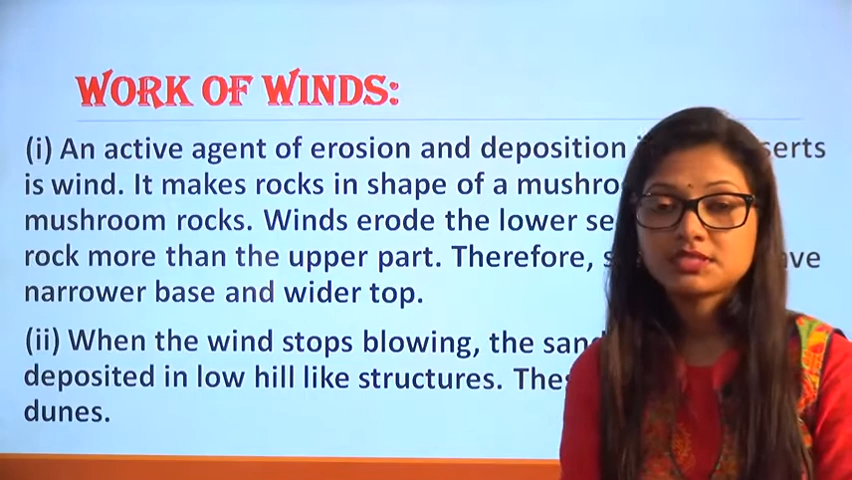 WORK OF WINDS:
(i) An active agent of erosion and deposition
is wind. It makes rocks in shape of a
mushroom rocks. Winds erode the lower
rock more than the upper part. Therefore,
narrower base and wider top.
(ii) When the wind stops blowing, the
deposited in low hill like structures.
dunes.